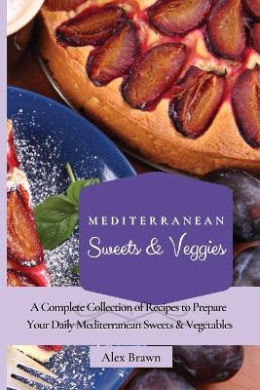 MEDITERRANEAN
Sweets & Veggies
A Complete Collection of Recipes to Prepare
Your Daily Mediterranean Sweets & Vegetables
Alex Brawn